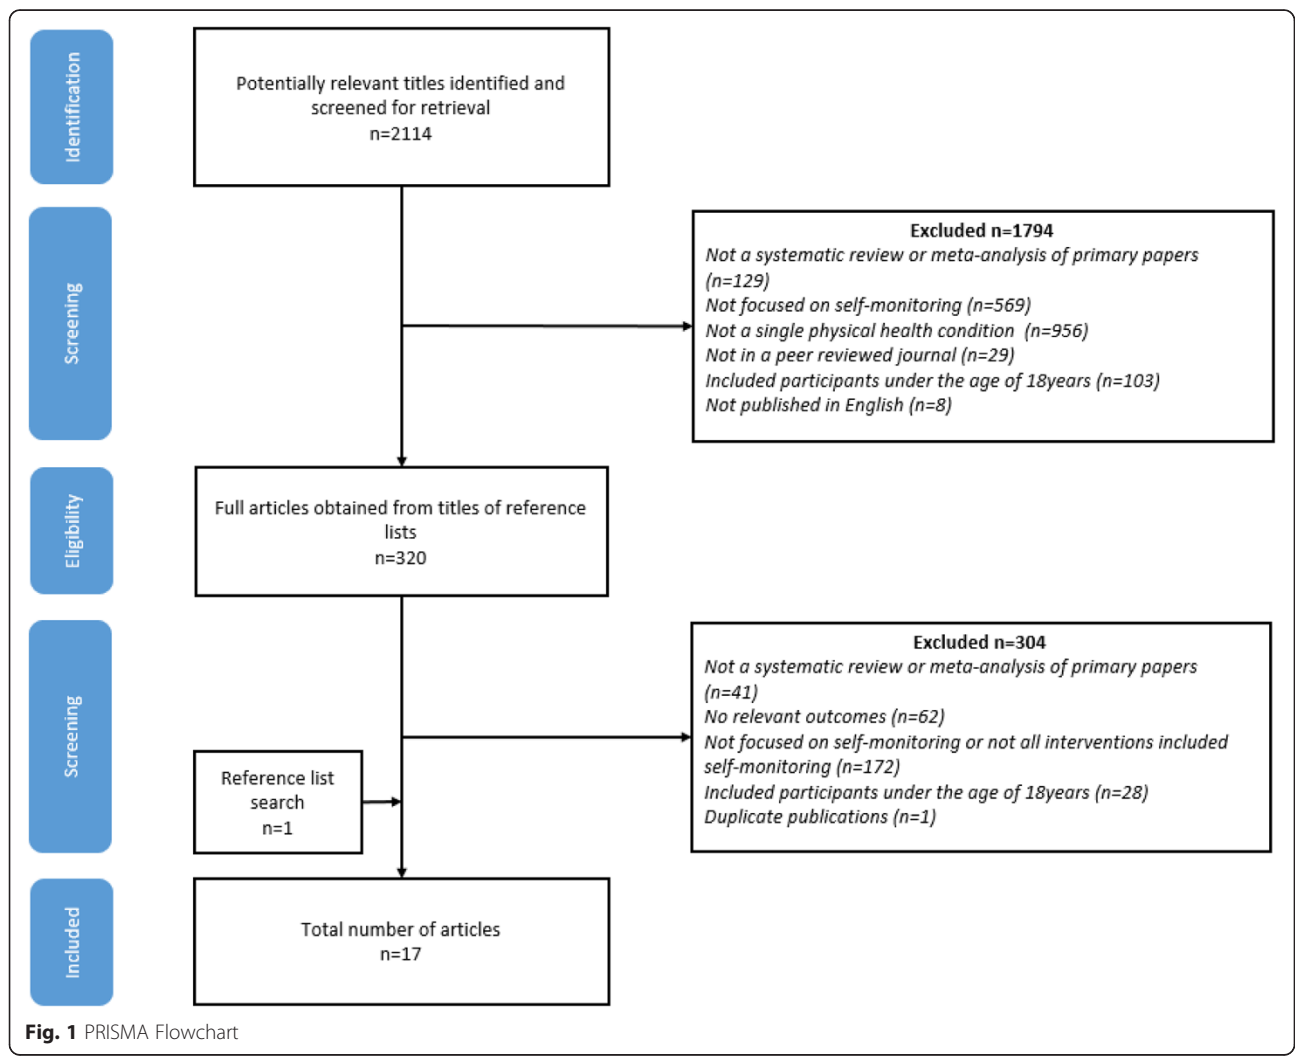 Identification
Potentially relevant titles identified and
screened for retrieval
n=2114
Screening
Excluded n=1794
Not a systematic review or meta-analysis of primary papers
(n=129)
Not focused on self-monitoring (n=569)
Not a single physical health condition (n=956)
Not in a peer reviewed journal (n=29)
Included participants under the age of 18years (n=103)
Not published in English (n=8)
Eligibility
Full articles obtained from titles of reference
lists
n=320
Screening
Excluded n=304
Not a systematic review or meta-analysis of primary papers
(n=41)
No relevant outcomes (n=62)
Not focused on self-monitoring or not all interventions included
self-monitoring (n=172)
Included participants under the age of 18years (n=28)
Duplicate publications (n=1)
Reference list
search
n=1
Included
Total number of articles
n=17
Fig. 1 PRISMA Flowchart